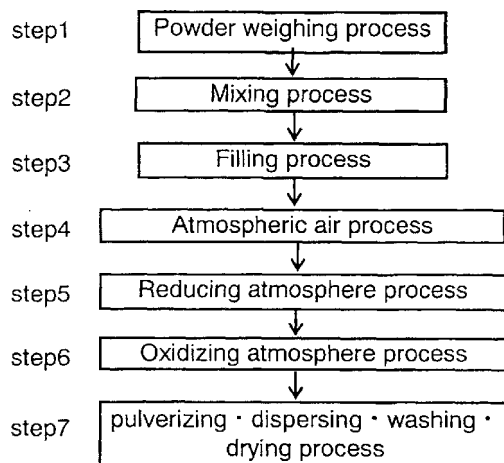 step1 Powder weighing process
step2 Mixing process
step3 Filling process
step4 Atmospheric air process
step5 Reducing atmosphere process
step6 Oxidizing atmosphere process
step7 pulverizing・dispersing・washing・
drying process